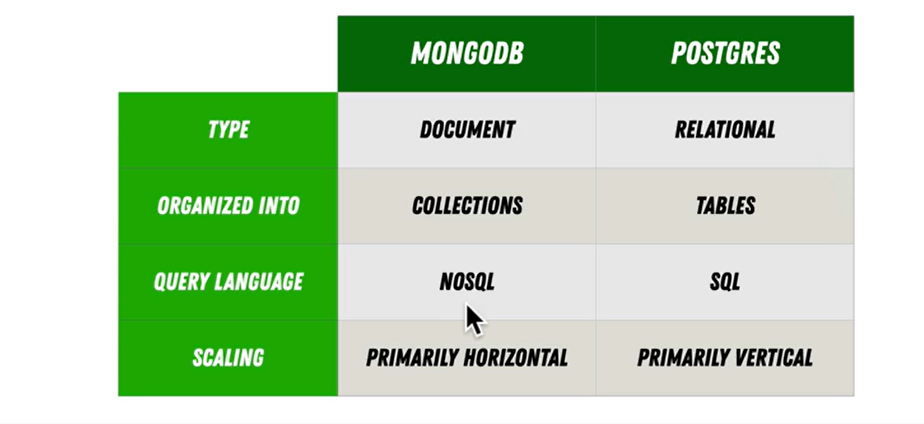 MONGODB POSTGRES
TYPE DOCUMENT RELATIONAL
ORGANIZED INTO COLLECTIONS TABLES
QUERY LANGUAGE NOSQL SQL
SCALING PRIMARILY HORIZONTAL PRIMARILY VERTICAL